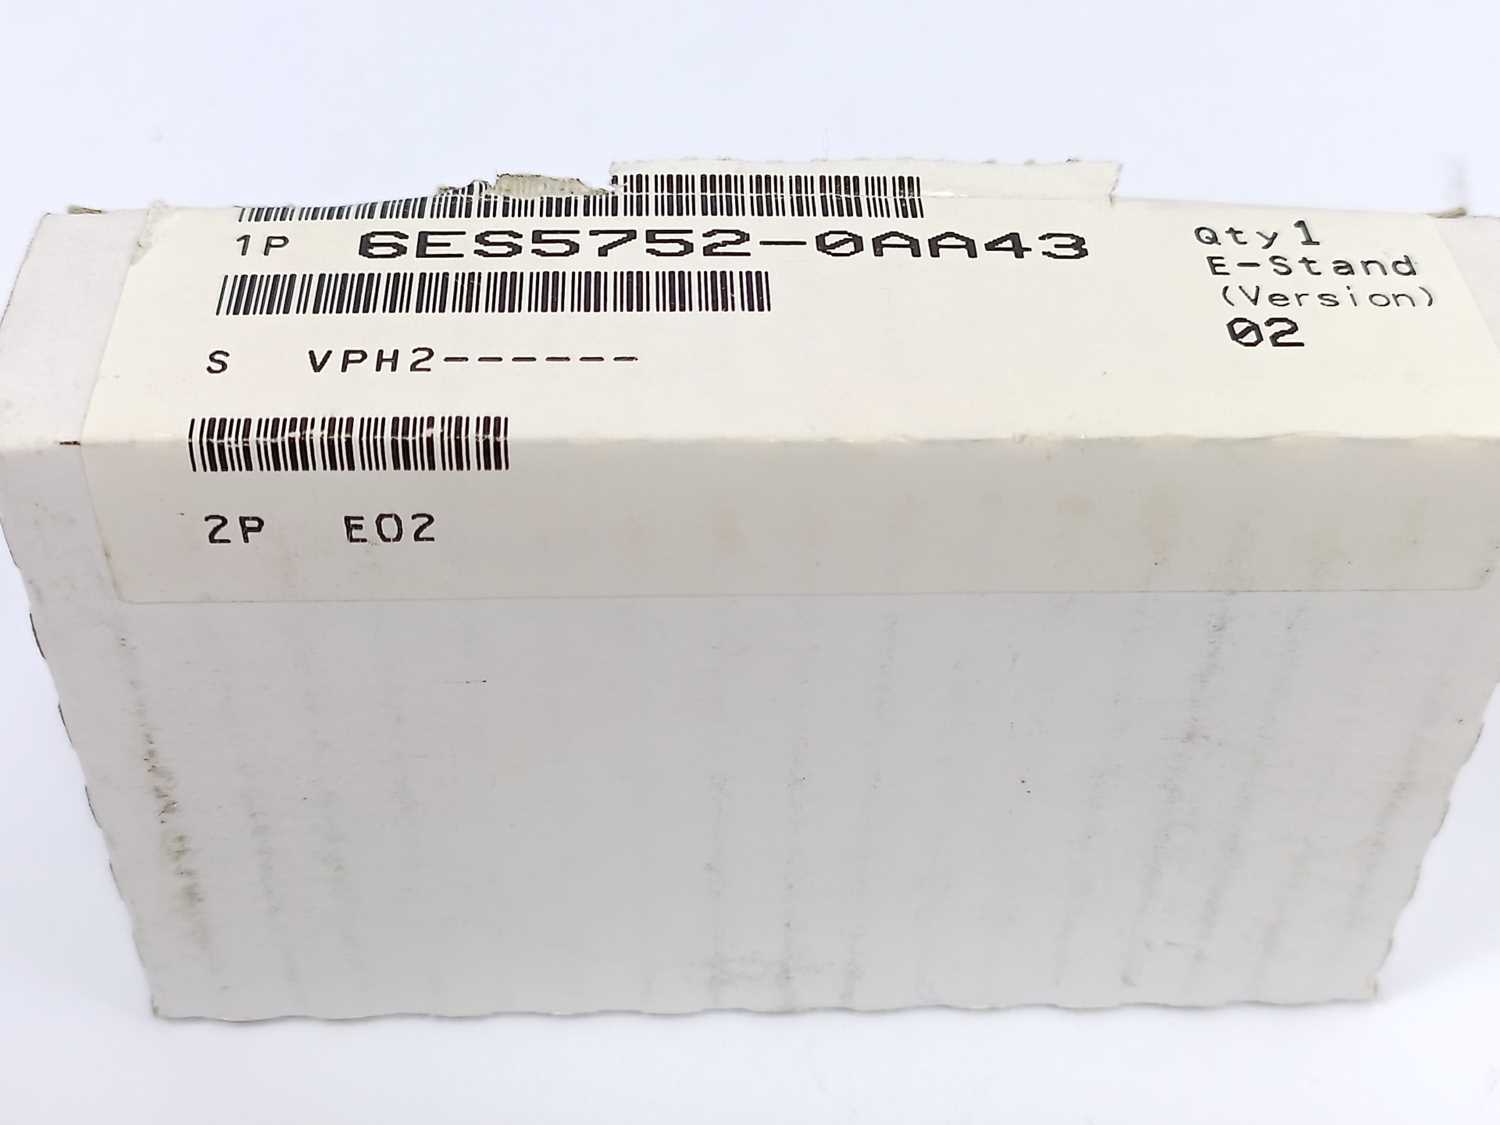 1P 6ES5752-0AA43
Qty 1
E-Stand
(Version)
02
S VPH2------
2P E02